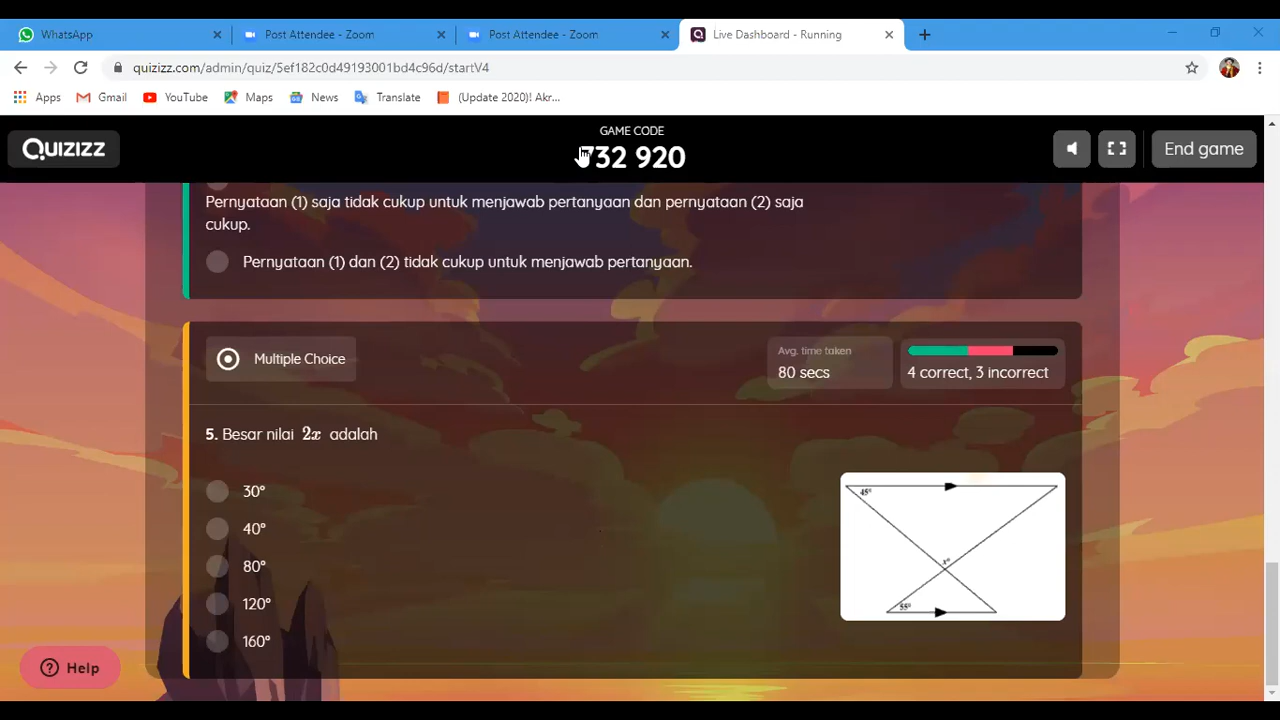 WhatsApp
Post Attendee - Zoom
Post Attendee - Zoom
Live Dashboard - Running
quizizz.com/admin/quiz/5ef182c0d49193001bd4c96d/startV4
Apps
Gmail
YouTube
Maps
News
Translate
(Update 2020)! Akr...
Quizizz
GAME CODE
732 920
End game
Pernyataan (1) saja tidak cukup untuk menjawab pertanyaan dan pernyataan (2) saja
cukup.
Pernyataan (1) dan (2) tidak cukup untuk menjawab pertanyaan.
Multiple Choice
Avg. time taken
80 secs
4 correct, 3 incorrect
5. Besar nilai 2x adalah
30°
40°
80°
120°
160°
45°
x°
55°
Help